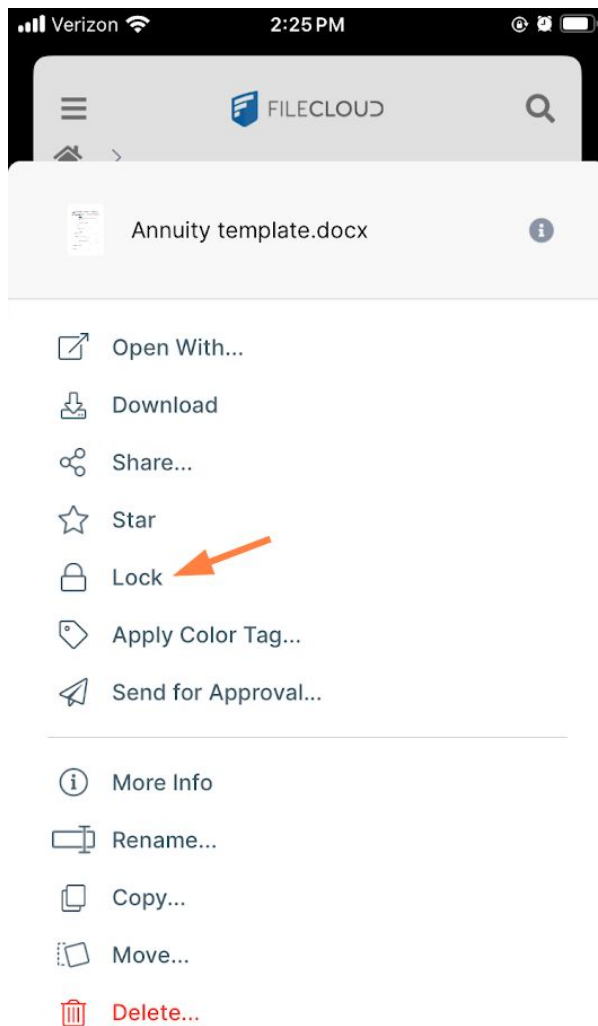 Verizon 2:25 PM
FILECLOUD
Annuity template.docx
Open With...
Download
Share...
Star
Lock
Apply Color Tag...
Send for Approval...
More Info
Rename...
Copy...
Move...
Delete...